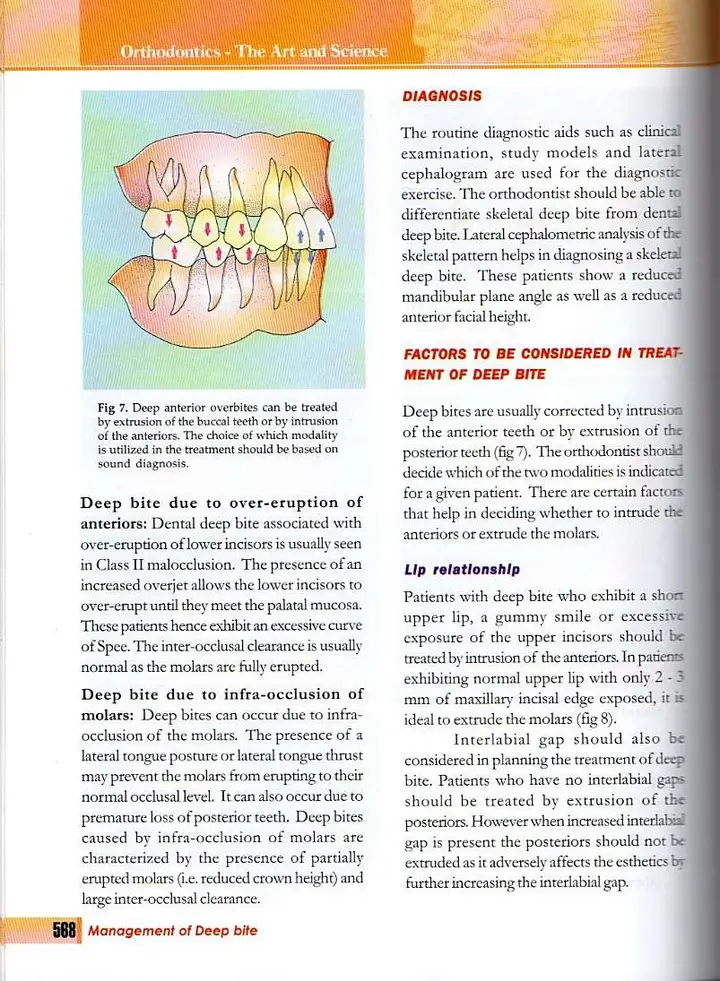 Orthodontics - The Art and Science
Fig 7. Deep anterior overbites can be treated
by extrusion of the buccal teeth or by intrusion
of the anteriors. The choice of which modality
is utilized in the treatment should be based on
sound diagnosis.
Deep bite due to over-eruption of
anteriors: Dental deep bite associated with
over-eruption of lower incisors is usually seen
in Class II malocclusion. The presence of an
increased overjet allows the lower incisors to
over-erupt until they meet the palatal mucosa.
These patients hence exhibit an excessive curve
of Spee. The inter-occlusal clearance is usually
normal as the molars are fully erupted.
Deep bite due to infra-occlusion of
molars: Deep bites can occur due to infra-
occlusion of the molars. The presence of a
lateral tongue posture or lateral tongue thrust
may prevent the molars from erupting to their
normal occlusal level. It can also occur due to
premature loss of posterior teeth. Deep bites
caused by infra-occlusion of molars are
characterized by the presence of partially
erupted molars (i.e. reduced crown height) and
large inter-occlusal clearance.
DIAGNOSIS
The routine diagnostic aids such as clinical
examination, study models and lateral
cephalogram are used for the diagnostic
exercise. The orthodontist should be able to
differentiate skeletal deep bite from dental
deep bite. Lateral cephalometric analysis of the
skeletal pattern helps in diagnosing a skeletal
deep bite. These patients show a reduced
mandibular plane angle as well as a reduced
anterior facial height.
FACTORS TO BE CONSIDERED IN TREAT-
MENT OF DEEP BITE
Deep bites are usually corrected by intrusion
of the anterior teeth or by extrusion of the
posterior teeth (fig 7). The orthodontist should
decide which of the two modalities is indicated
for a given patient. There are certain factors
that help in deciding whether to intrude the
anteriors or extrude the molars.
Lip relationship
Patients with deep bite who exhibit a short
upper lip, a gummy smile or excessive
exposure of the upper incisors should be
treated by intrusion of the anteriors. In patients
exhibiting normal upper lip with only 2 - 3
mm of maxillary incisal edge exposed, it is
ideal to extrude the molars (fig 8).
Interlabial gap should also be
considered in planning the treatment of deep
bite. Patients who have no interlabial gaps
should be treated by extrusion of the
posteriors. However when increased interlabial
gap is present the posteriors should not be
extruded as it adversely affects the esthetics by
further increasing the interlabial gap.
568 Management of Deep bite